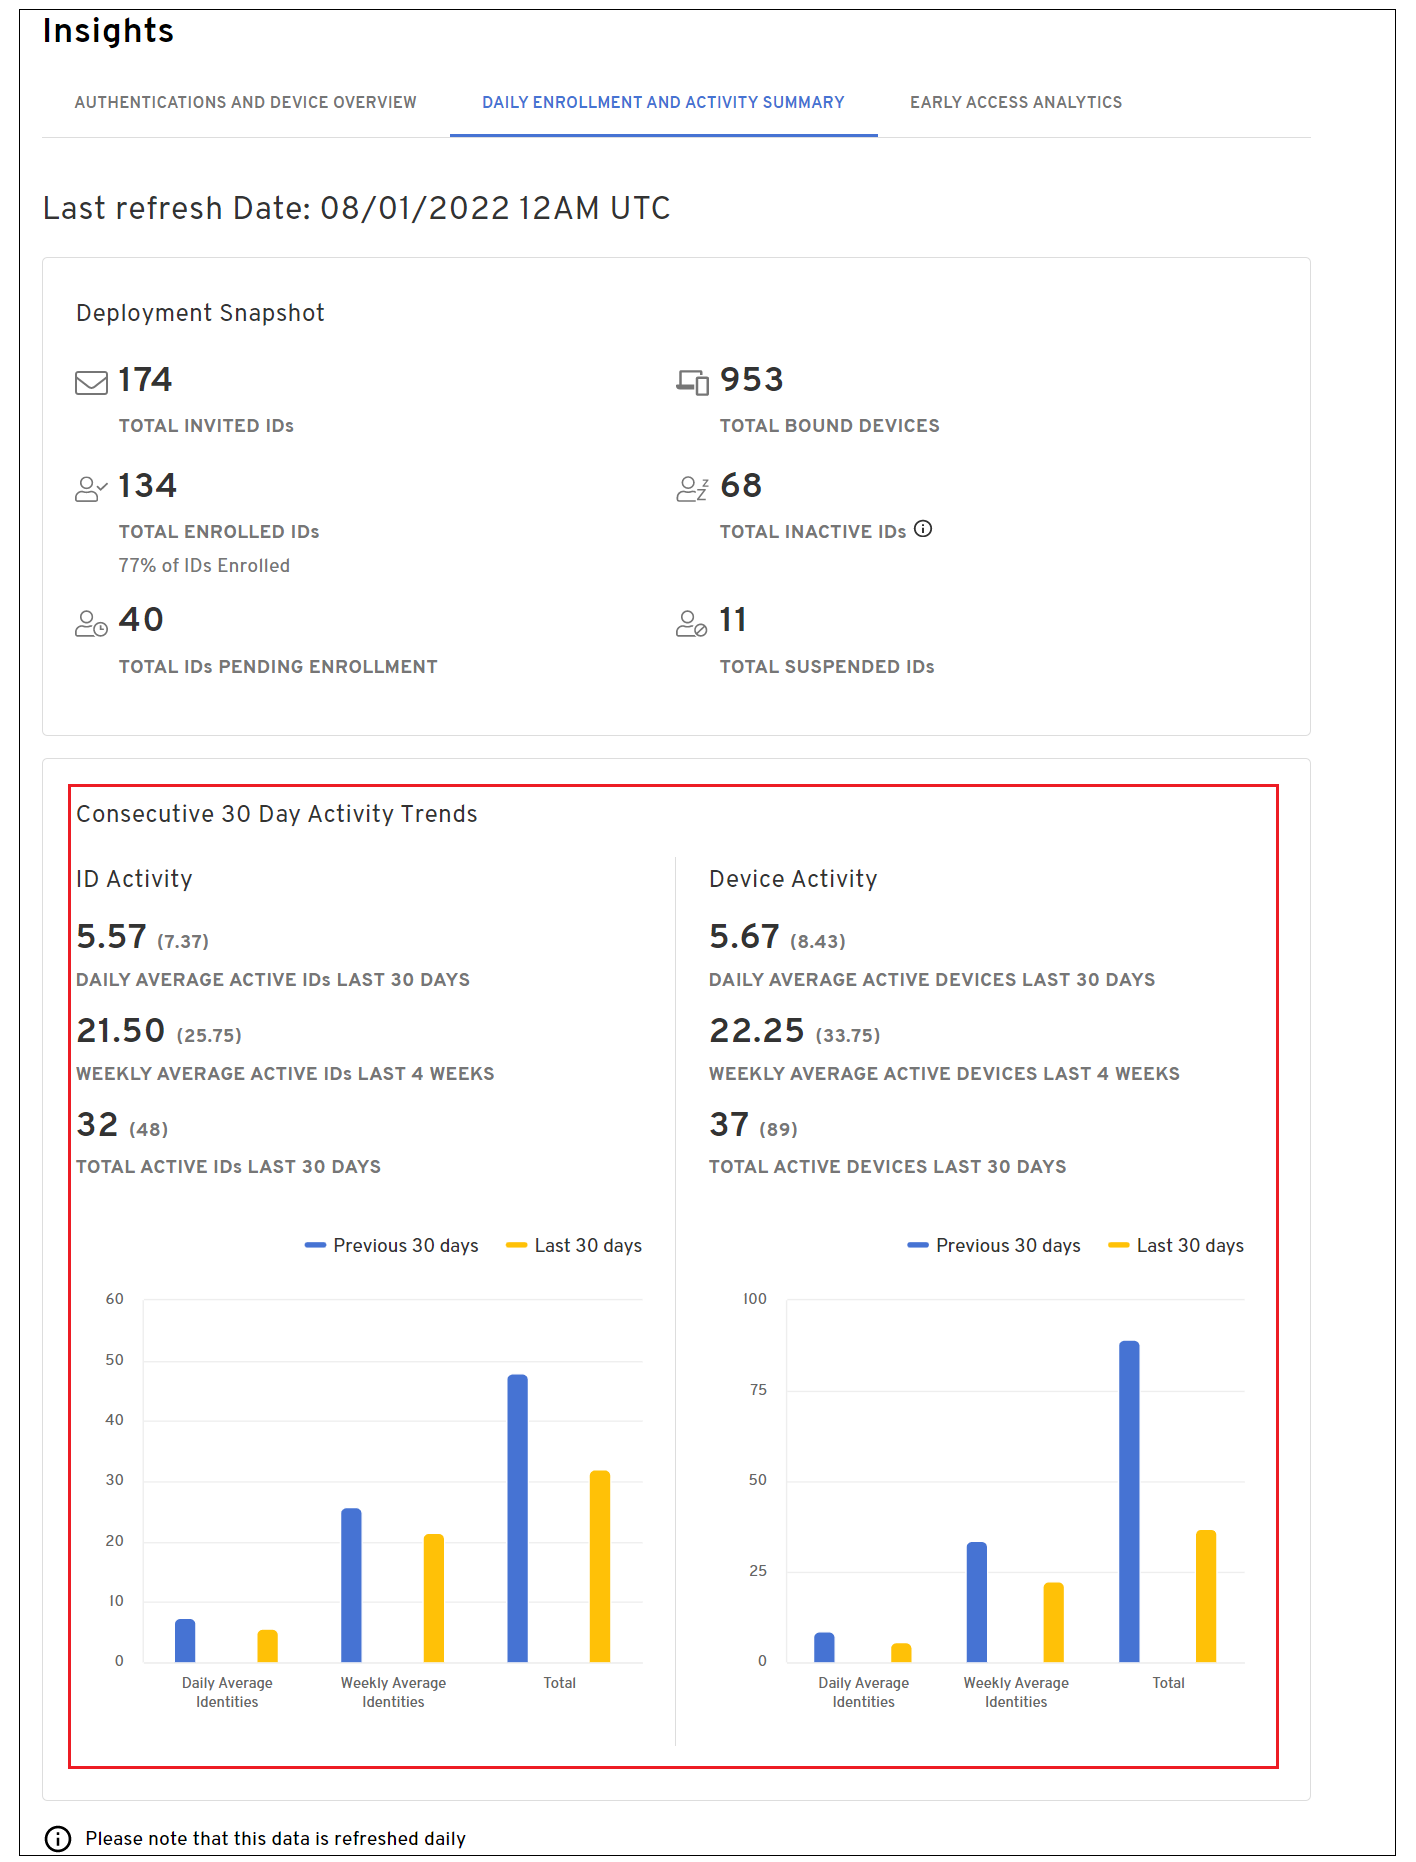 Insights
AUTHENTICATIONS AND DEVICE OVERVIEW
DAILY ENROLLMENT AND ACTIVITY SUMMARY
EARLY ACCESS ANALYTICS
Last refresh Date: 08/01/2022 12AM UTC
Deployment Snapshot
174
TOTAL INVITED IDs
953
TOTAL BOUND DEVICES
134
TOTAL ENROLLED IDs
77% of IDs Enrolled
68
TOTAL INACTIVE IDs
40
TOTAL IDs PENDING ENROLLMENT
11
TOTAL SUSPENDED IDs
Consecutive 30 Day Activity Trends
ID Activity
5.57 (7.37)
DAILY AVERAGE ACTIVE IDs LAST 30 DAYS
21.50 (25.75)
WEEKLY AVERAGE ACTIVE IDs LAST 4 WEEKS
32 (48)
TOTAL ACTIVE IDs LAST 30 DAYS
Previous 30 days
Last 30 days
60
50
40
30
20
10
0
Daily Average
Identities
Weekly Average
Identities
Total
Device Activity
5.67 (8.43)
DAILY AVERAGE ACTIVE DEVICES LAST 30 DAYS
22.25 (33.75)
WEEKLY AVERAGE ACTIVE DEVICES LAST 4 WEEKS
37 (89)
TOTAL ACTIVE DEVICES LAST 30 DAYS
Previous 30 days
Last 30 days
100
75
50
25
0
Daily Average
Identities
Weekly Average
Identities
Total
Please note that this data is refreshed daily